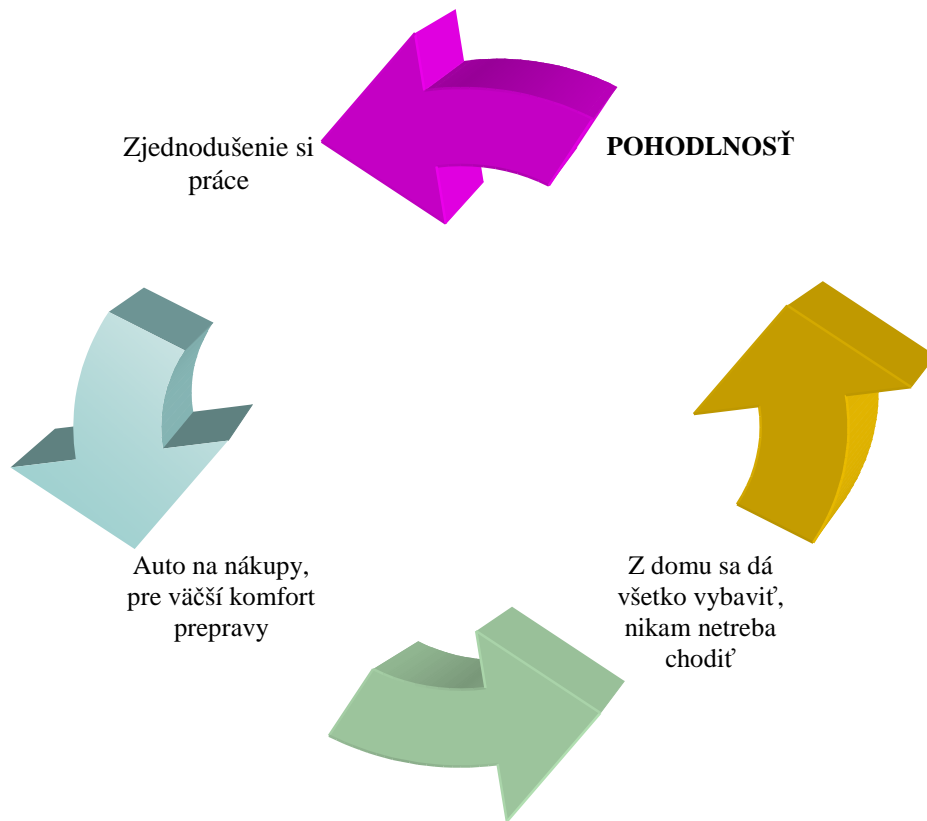 Zjednodušenie si
práce
POHODLNOSŤ
Auto na nákupy,
pre väčší komfort
prepravy
Z domu sa dá
všetko vybaviť,
nikam netreba
chodiť